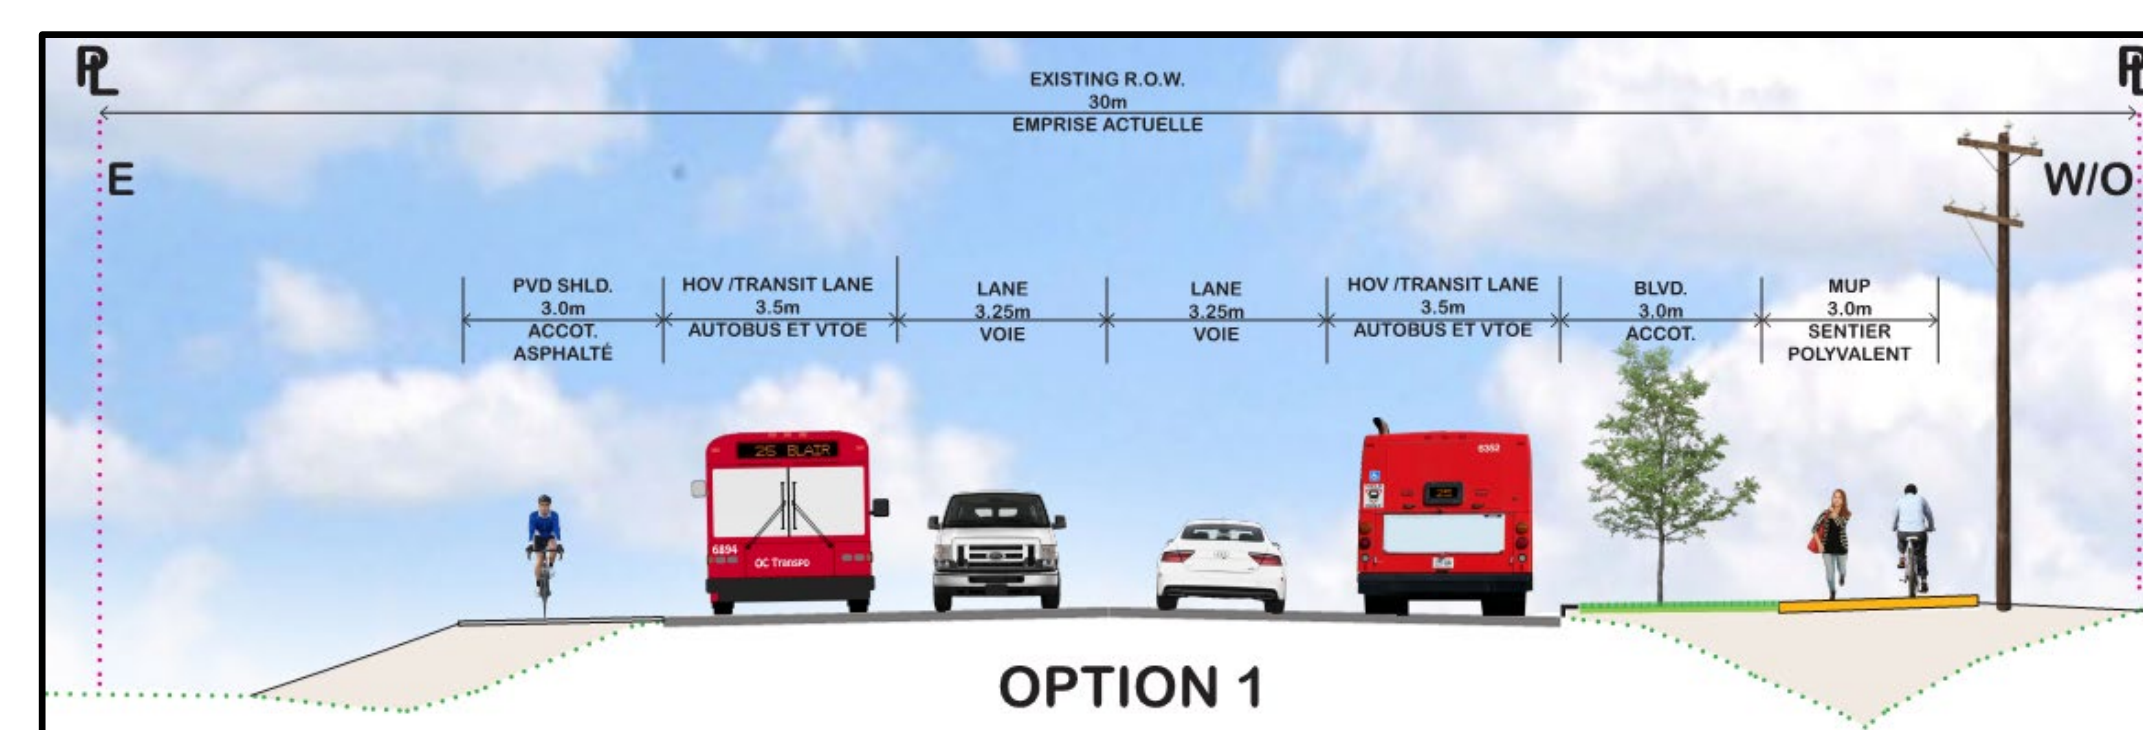 PL PL
EXISTING R.O.W.
30m
EMPRISE ACTUELLE
E
W/O
PVD SHLD.
3.0m
ACCOT.
ASPHALTÉ
HOV /TRANSIT LANE
3.5m
AUTOBUS ET VTOE
LANE
3.25m
VOIE
LANE
3.25m
VOIE
HOV /TRANSIT LANE
3.5m
AUTOBUS ET VTOE
BLVD.
3.0m
ACCOT.
MUP
3.0m
SENTIER
POLYVALENT
25 BLAIR
6894
OC Transpo
6352
25
OPTION 1